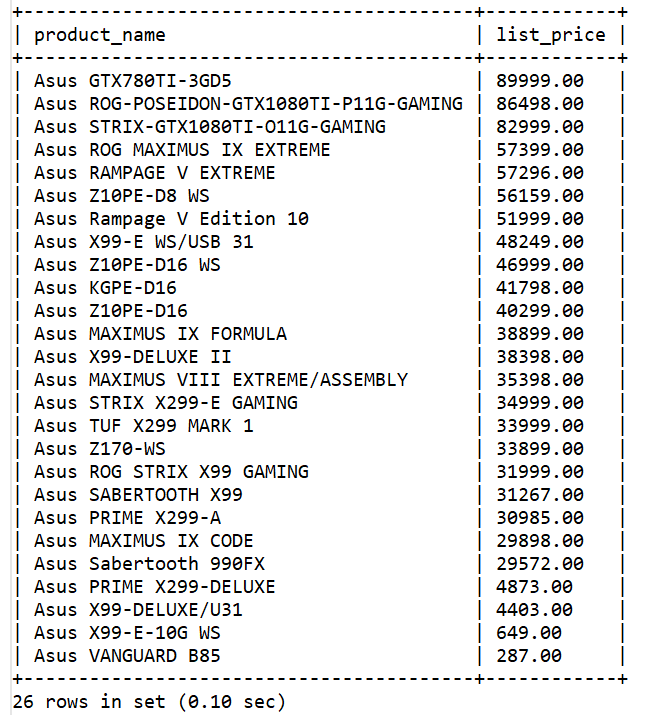 +------------------------------------------+------------+
| product_name                             | list_price |
+------------------------------------------+------------+
| Asus GTX780TI-3GD5                       | 89999.00   |
| Asus ROG-POSEIDON-GTX1080TI-P11G-GAMING | 86498.00   |
| Asus STRIX-GTX1080TI-O11G-GAMING         | 82999.00   |
| Asus ROG MAXIMUS IX EXTREME              | 57399.00   |
| Asus RAMPAGE V EXTREME                   | 57296.00   |
| Asus Z10PE-D8 WS                         | 56159.00   |
| Asus Rampage V Edition 10                | 51999.00   |
| Asus X99-E WS/USB 31                     | 48249.00   |
| Asus Z10PE-D16 WS                        | 46999.00   |
| Asus KGPE-D16                            | 41798.00   |
| Asus Z10PE-D16                           | 40299.00   |
| Asus MAXIMUS IX FORMULA                  | 38899.00   |
| Asus X99-DELUXE II                       | 38398.00   |
| Asus MAXIMUS VIII EXTREME/ASSEMBLY       | 35398.00   |
| Asus STRIX X299-E GAMING                 | 34999.00   |
| Asus TUF X299 MARK 1                     | 33999.00   |
| Asus Z170-WS                             | 33899.00   |
| Asus ROG STRIX X99 GAMING                | 31999.00   |
| Asus SABERTOOTH X99                      | 31267.00   |
| Asus PRIME X299-A                        | 30985.00   |
| Asus MAXIMUS IX CODE                     | 29898.00   |
| Asus Sabertooth 990FX                    | 29572.00   |
| Asus PRIME X299-DELUXE                   | 4873.00    |
| Asus X99-DELUXE/U31                      | 4403.00    |
| Asus X99-E-10G WS                        | 649.00     |
| Asus VANGUARD B85                        | 287.00     |
+------------------------------------------+------------+
26 rows in set (0.10 sec)